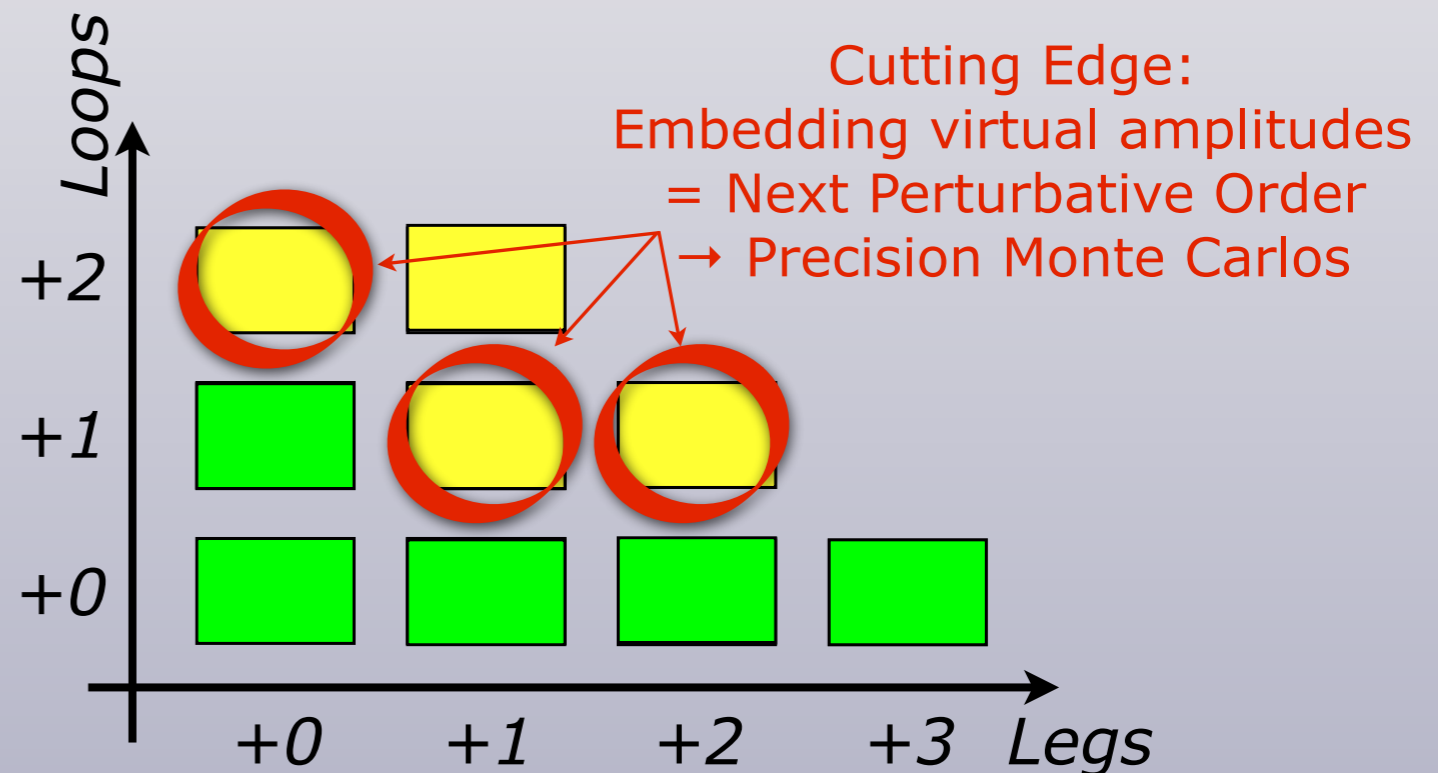 Loops
Cutting Edge:
Embedding virtual amplitudes
= Next Perturbative Order
→ Precision Monte Carlos
+2
+1
+0
+0 +1 +2 +3 Legs